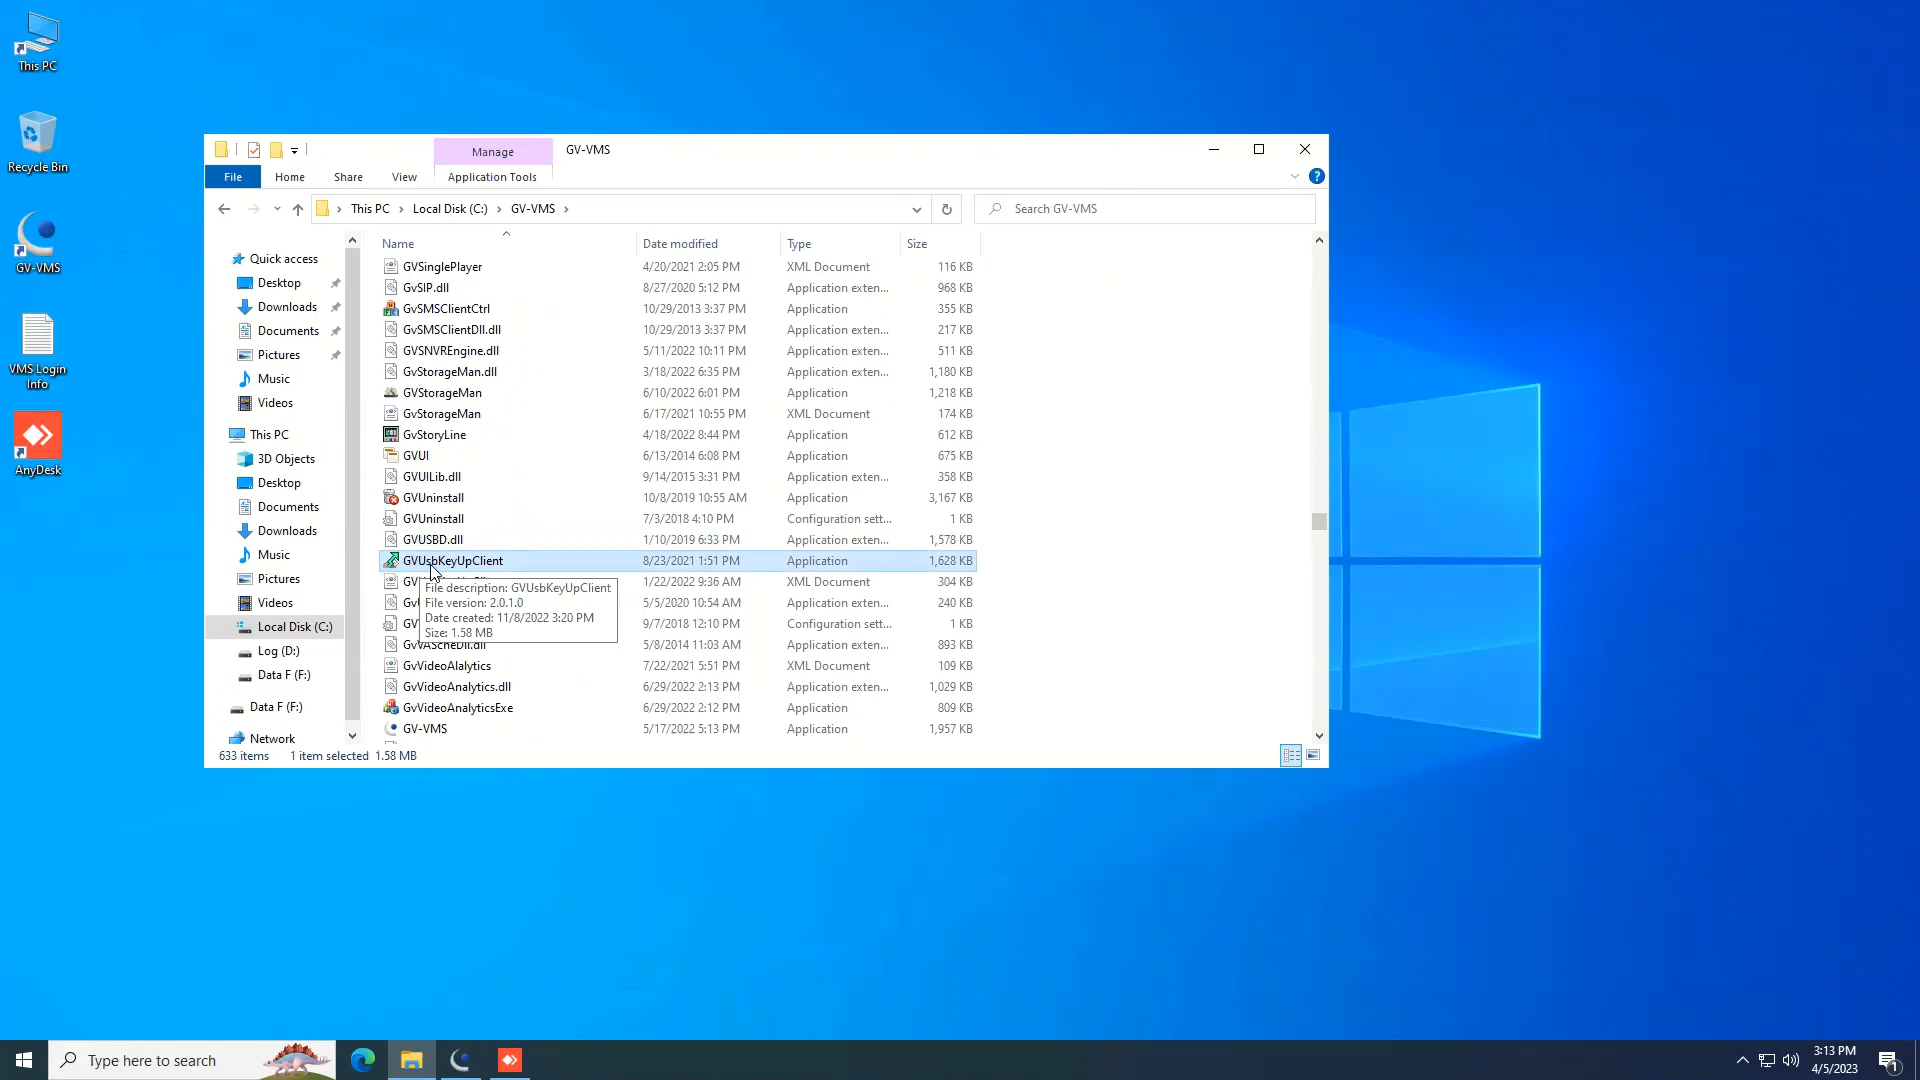 This PC
Recycle Bin
GV-VMS
VMS Login
Info
AnyDesk
Manage
GV-VMS
File
Home
Share
View
Application Tools
This PC
Local Disk (C:)
GV-VMS
Search GV-VMS
Quick access
Desktop
Downloads
Documents
Pictures
Music
Videos
This PC
3D Objects
Desktop
Documents
Downloads
Music
Pictures
Videos
Local Disk (C:)
Log (D:)
Data F (F:)
Data F (F:)
Network
Name Date modified Type Size
GVSinglePlayer 4/20/2021 2:05 PM XML Document 116 KB
GvSIP.dll 8/27/2020 5:12 PM Application exten... 968 KB
GvSMSClientCtrl 10/29/2013 3:37 PM Application 355 KB
GvSMSClientDll.dll 10/29/2013 3:37 PM Application exten... 217 KB
GVSNVREngine.dll 5/11/2022 10:11 PM Application exten... 511 KB
GvStorageMan.dll 3/18/2022 6:35 PM Application exten... 1,180 KB
GVStorageMan 6/10/2022 6:01 PM Application 1,218 KB
GvStorageMan 6/17/2021 10:55 PM XML Document 174 KB
GvStoryLine 4/18/2022 8:44 PM Application 612 KB
GVUI 6/13/2014 6:08 PM Application 675 KB
GVUILib.dll 9/14/2015 3:31 PM Application exten... 358 KB
GVUninstall 10/8/2019 10:55 AM Application 3,167 KB
GVUninstall 7/3/2018 4:10 PM Configuration sett... 1 KB
GVUSBD.dll 1/10/2019 6:33 PM Application exten... 1,578 KB
GVUsbKeyUpClient 8/23/2021 1:51 PM Application 1,628 KB
1/22/2022 9:36 AM XML Document 304 KB
5/5/2020 10:54 AM Application exten... 240 KB
9/7/2018 12:10 PM Configuration sett... 1 KB
GvVAScheDll.dll 5/8/2014 11:03 AM Application exten... 893 KB
GvVideoAlalytics 7/22/2021 5:51 PM XML Document 109 KB
GvVideoAnalytics.dll 6/29/2022 2:13 PM Application exten... 1,029 KB
GvVideoAnalyticsExe 6/29/2022 2:12 PM Application 809 KB
GV-VMS 5/17/2022 5:13 PM Application 1,957 KB
File description: GVUsbKeyUpClient
File version: 2.0.1.0
Date created: 11/8/2022 3:20 PM
Size: 1.58 MB
633 items 1 item selected 1.58 MB
Type here to search
3:13 PM
4/5/2023
1